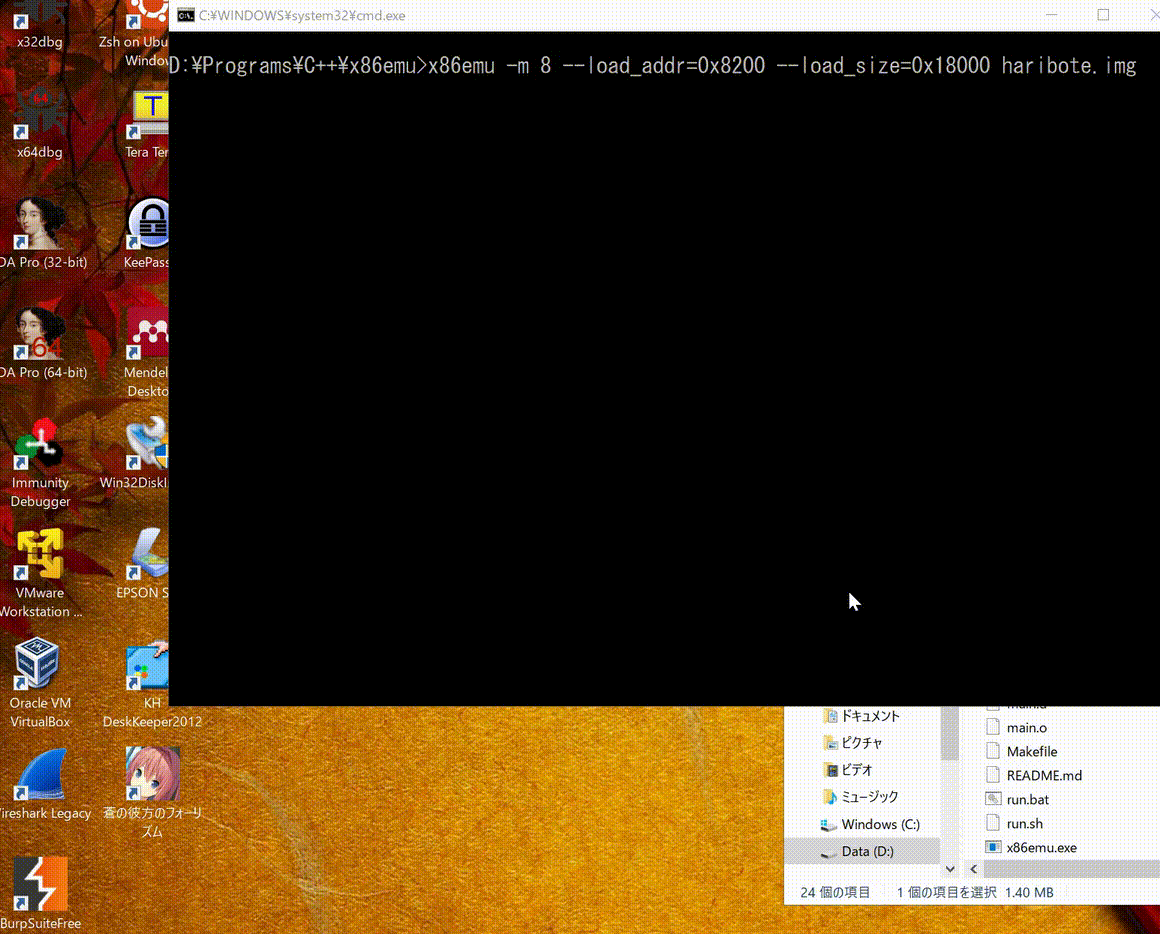 C:¥WINDOWS¥system32¥cmd.exe
D:¥Programs¥C++¥x86emu>x86emu -m 8 --load_addr=0x8200 --load_size=0x18000 haribote.img
x32dbg
Zsh on Ubu
Windov
64
x64dbg
T
Tera Ter
DA Pro (32-bit)
KeePass
64
DA Pro (64-bit)
Mendel
Deskto
Immunity
Debugger
Win32DiskI
VMware
Workstation ...
EPSON S
Oracle VM
VirtualBox
KH
DeskKeeper2012
ireshark Legacy
蒼の彼方のフォーリ
ズム
BurpSuiteFree
ドキュメント
ピクチャ
ビデオ
ミュージック
Windows (C:)
Data (D:)
main.o
Makefile
README.md
run.bat
run.sh
x86emu.exe
24 個の項目
1 個の項目を選択 1.40 MB